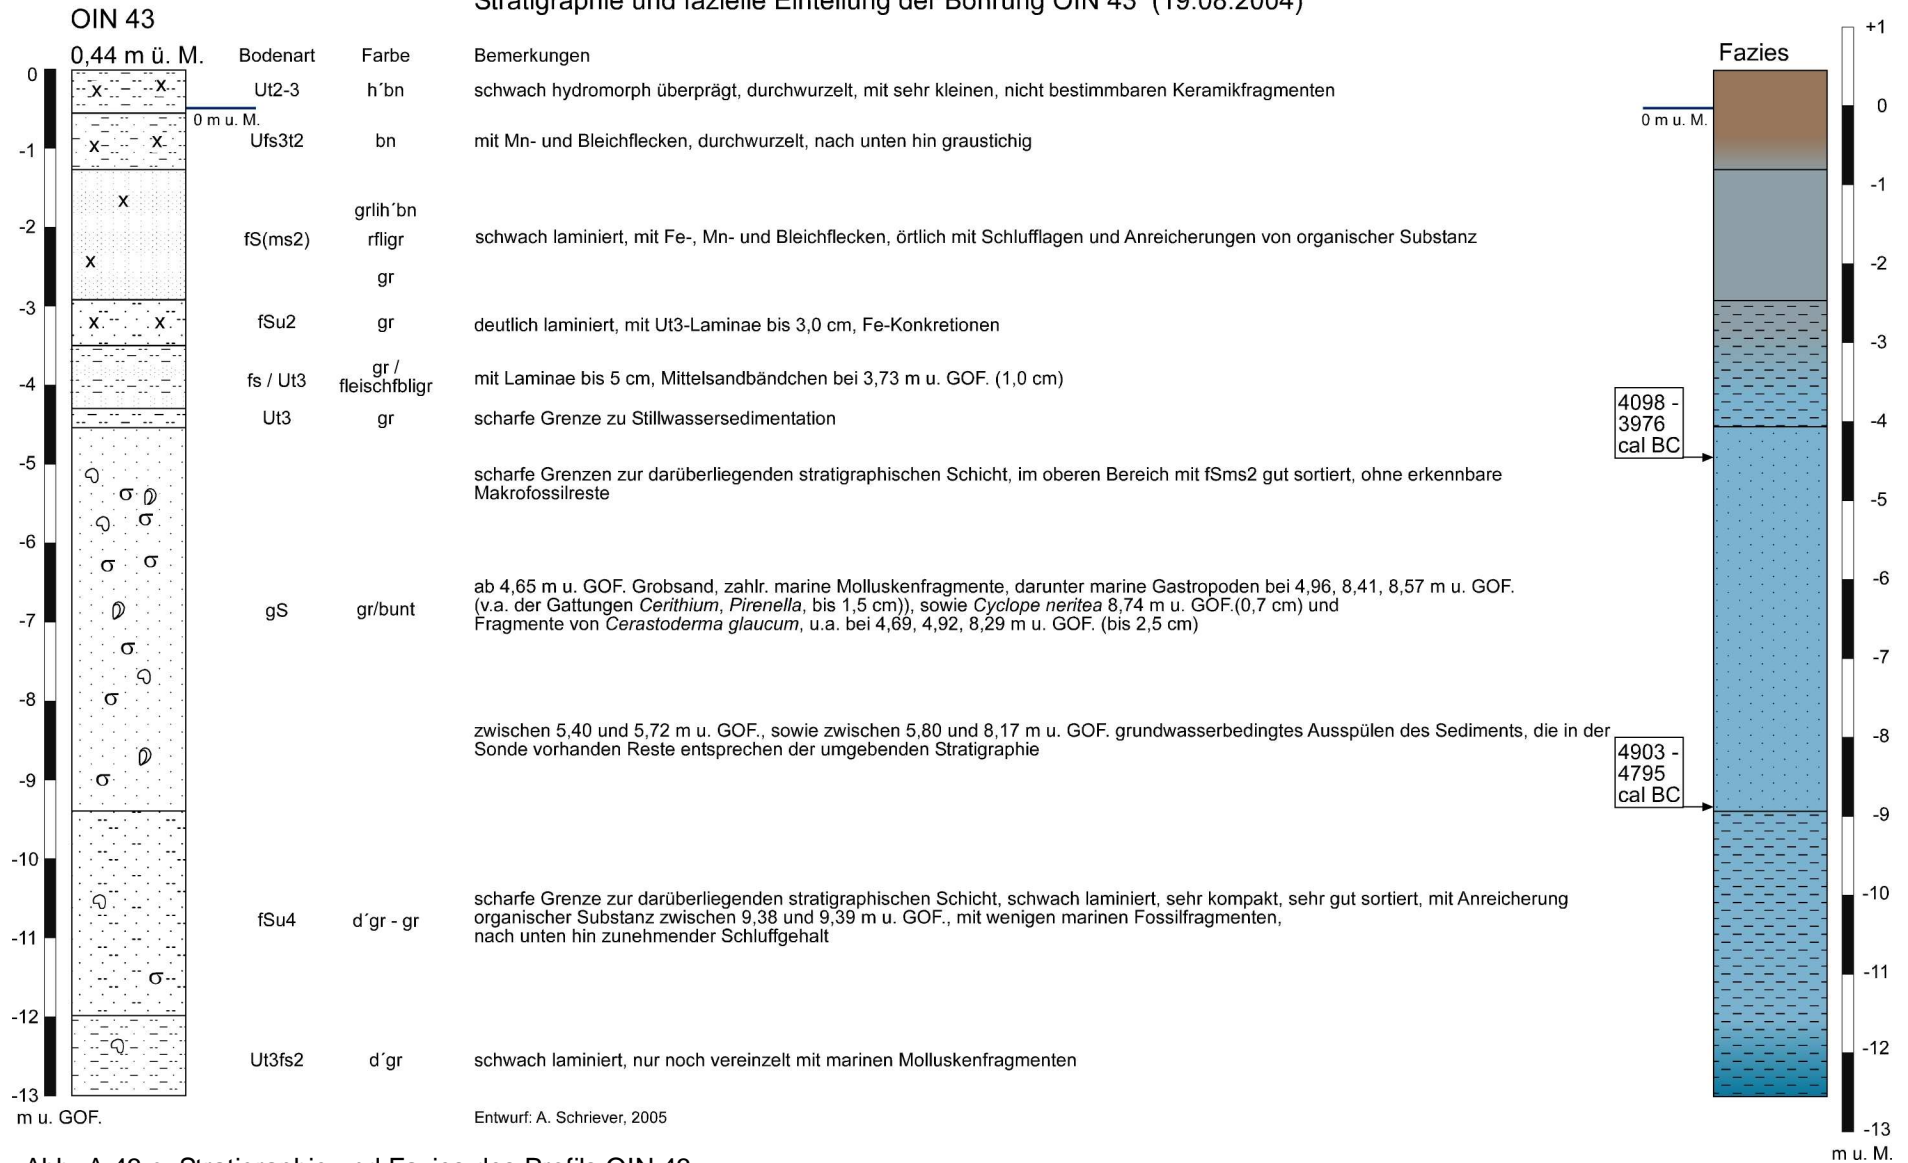 Stratigraphie und fazielle Einteilung der Bohrung OIN 43 (19.08.2004)
OIN 43
0,44 m ü. M.
Bodenart Farbe Bemerkungen
Fazies
Ut2-3 h´bn schwach hydromorph überprägt, durchwurzelt, mit sehr kleinen, nicht bestimmbaren Keramikfragmenten
0 m u. M.
0 m u. M.
Ufs3t2 bn mit Mn- und Bleichflecken, durchwurzelt, nach unten hin graustichig
grlih´bn
fS(ms2) rfligr schwach laminiert, mit Fe-, Mn- und Bleichflecken, örtlich mit Schlufflagen und Anreicherungen von organischer Substanz
gr
fSu2 gr deutlich laminiert, mit Ut3-Laminae bis 3,0 cm, Fe-Konkretionen
gr /
fs / Ut3 fleischfbligr mit Laminae bis 5 cm, Mittelsandbändchen bei 3,73 m u. GOF. (1,0 cm)
Ut3 gr scharfe Grenze zu Stillwassersedimentation
4098 -
3976
cal BC
scharfe Grenzen zur darüberliegenden stratigraphischen Schicht, im oberen Bereich mit fSms2 gut sortiert, ohne erkennbare
Makrofossilreste
ab 4,65 m u. GOF. Grobsand, zahlr. marine Molluskenfragmente, darunter marine Gastropoden bei 4,96, 8,41, 8,57 m u. GOF.
gS gr/bunt (v.a. der Gattungen Cerithium, Pirenella, bis 1,5 cm)), sowie Cyclope neritea 8,74 m u. GOF.(0,7 cm) und
Fragmente von Cerastoderma glaucum, u.a. bei 4,69, 4,92, 8,29 m u. GOF. (bis 2,5 cm)
zwischen 5,40 und 5,72 m u. GOF., sowie zwischen 5,80 und 8,17 m u. GOF. grundwasserbedingtes Ausspülen des Sediments, die in der
Sonde vorhanden Reste entsprechen der umgebenden Stratigraphie
4903 -
4795
cal BC
scharfe Grenze zur darüberliegenden stratigraphischen Schicht, schwach laminiert, sehr kompakt, sehr gut sortiert, mit Anreicherung
fSu4 d´gr - gr organischer Substanz zwischen 9,38 und 9,39 m u. GOF., mit wenigen marinen Fossilfragmenten,
nach unten hin zunehmender Schluffgehalt
Ut3fs2 d´gr schwach laminiert, nur noch vereinzelt mit marinen Molluskenfragmenten
Entwurf: A. Schriever, 2005
0
-1
-2
-3
-4
-5
-6
-7
-8
-9
-10
-11
-12
-13
m u. GOF.
+1
0
-1
-2
-3
-4
-5
-6
-7
-8
-9
-10
-11
-12
-13
m u. M.